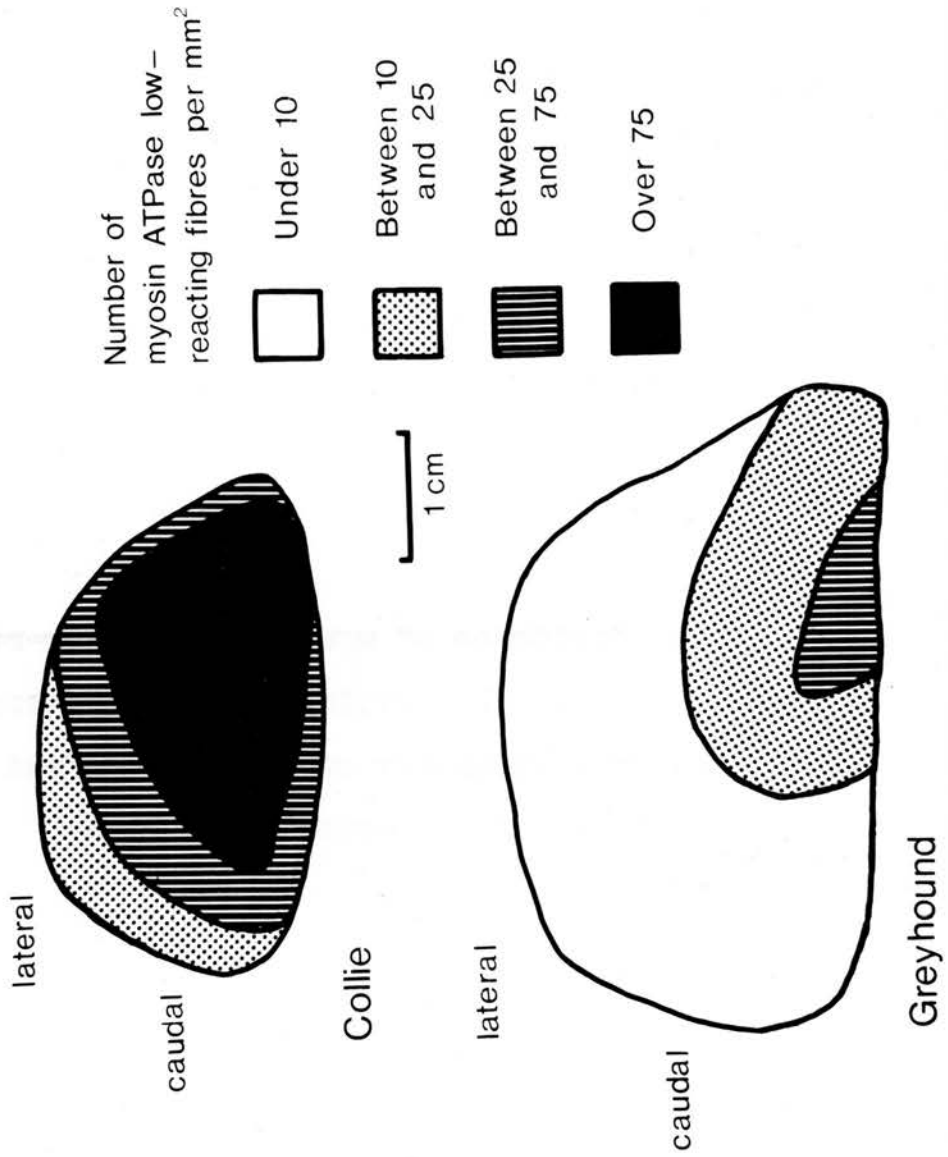 Number of
myosin ATPase low-
reacting fibres per mm²
Under 10
Between 10
and 25
Between 25
and 75
Over 75
1 cm
lateral
caudal
Collie
lateral
caudal
Greyhound